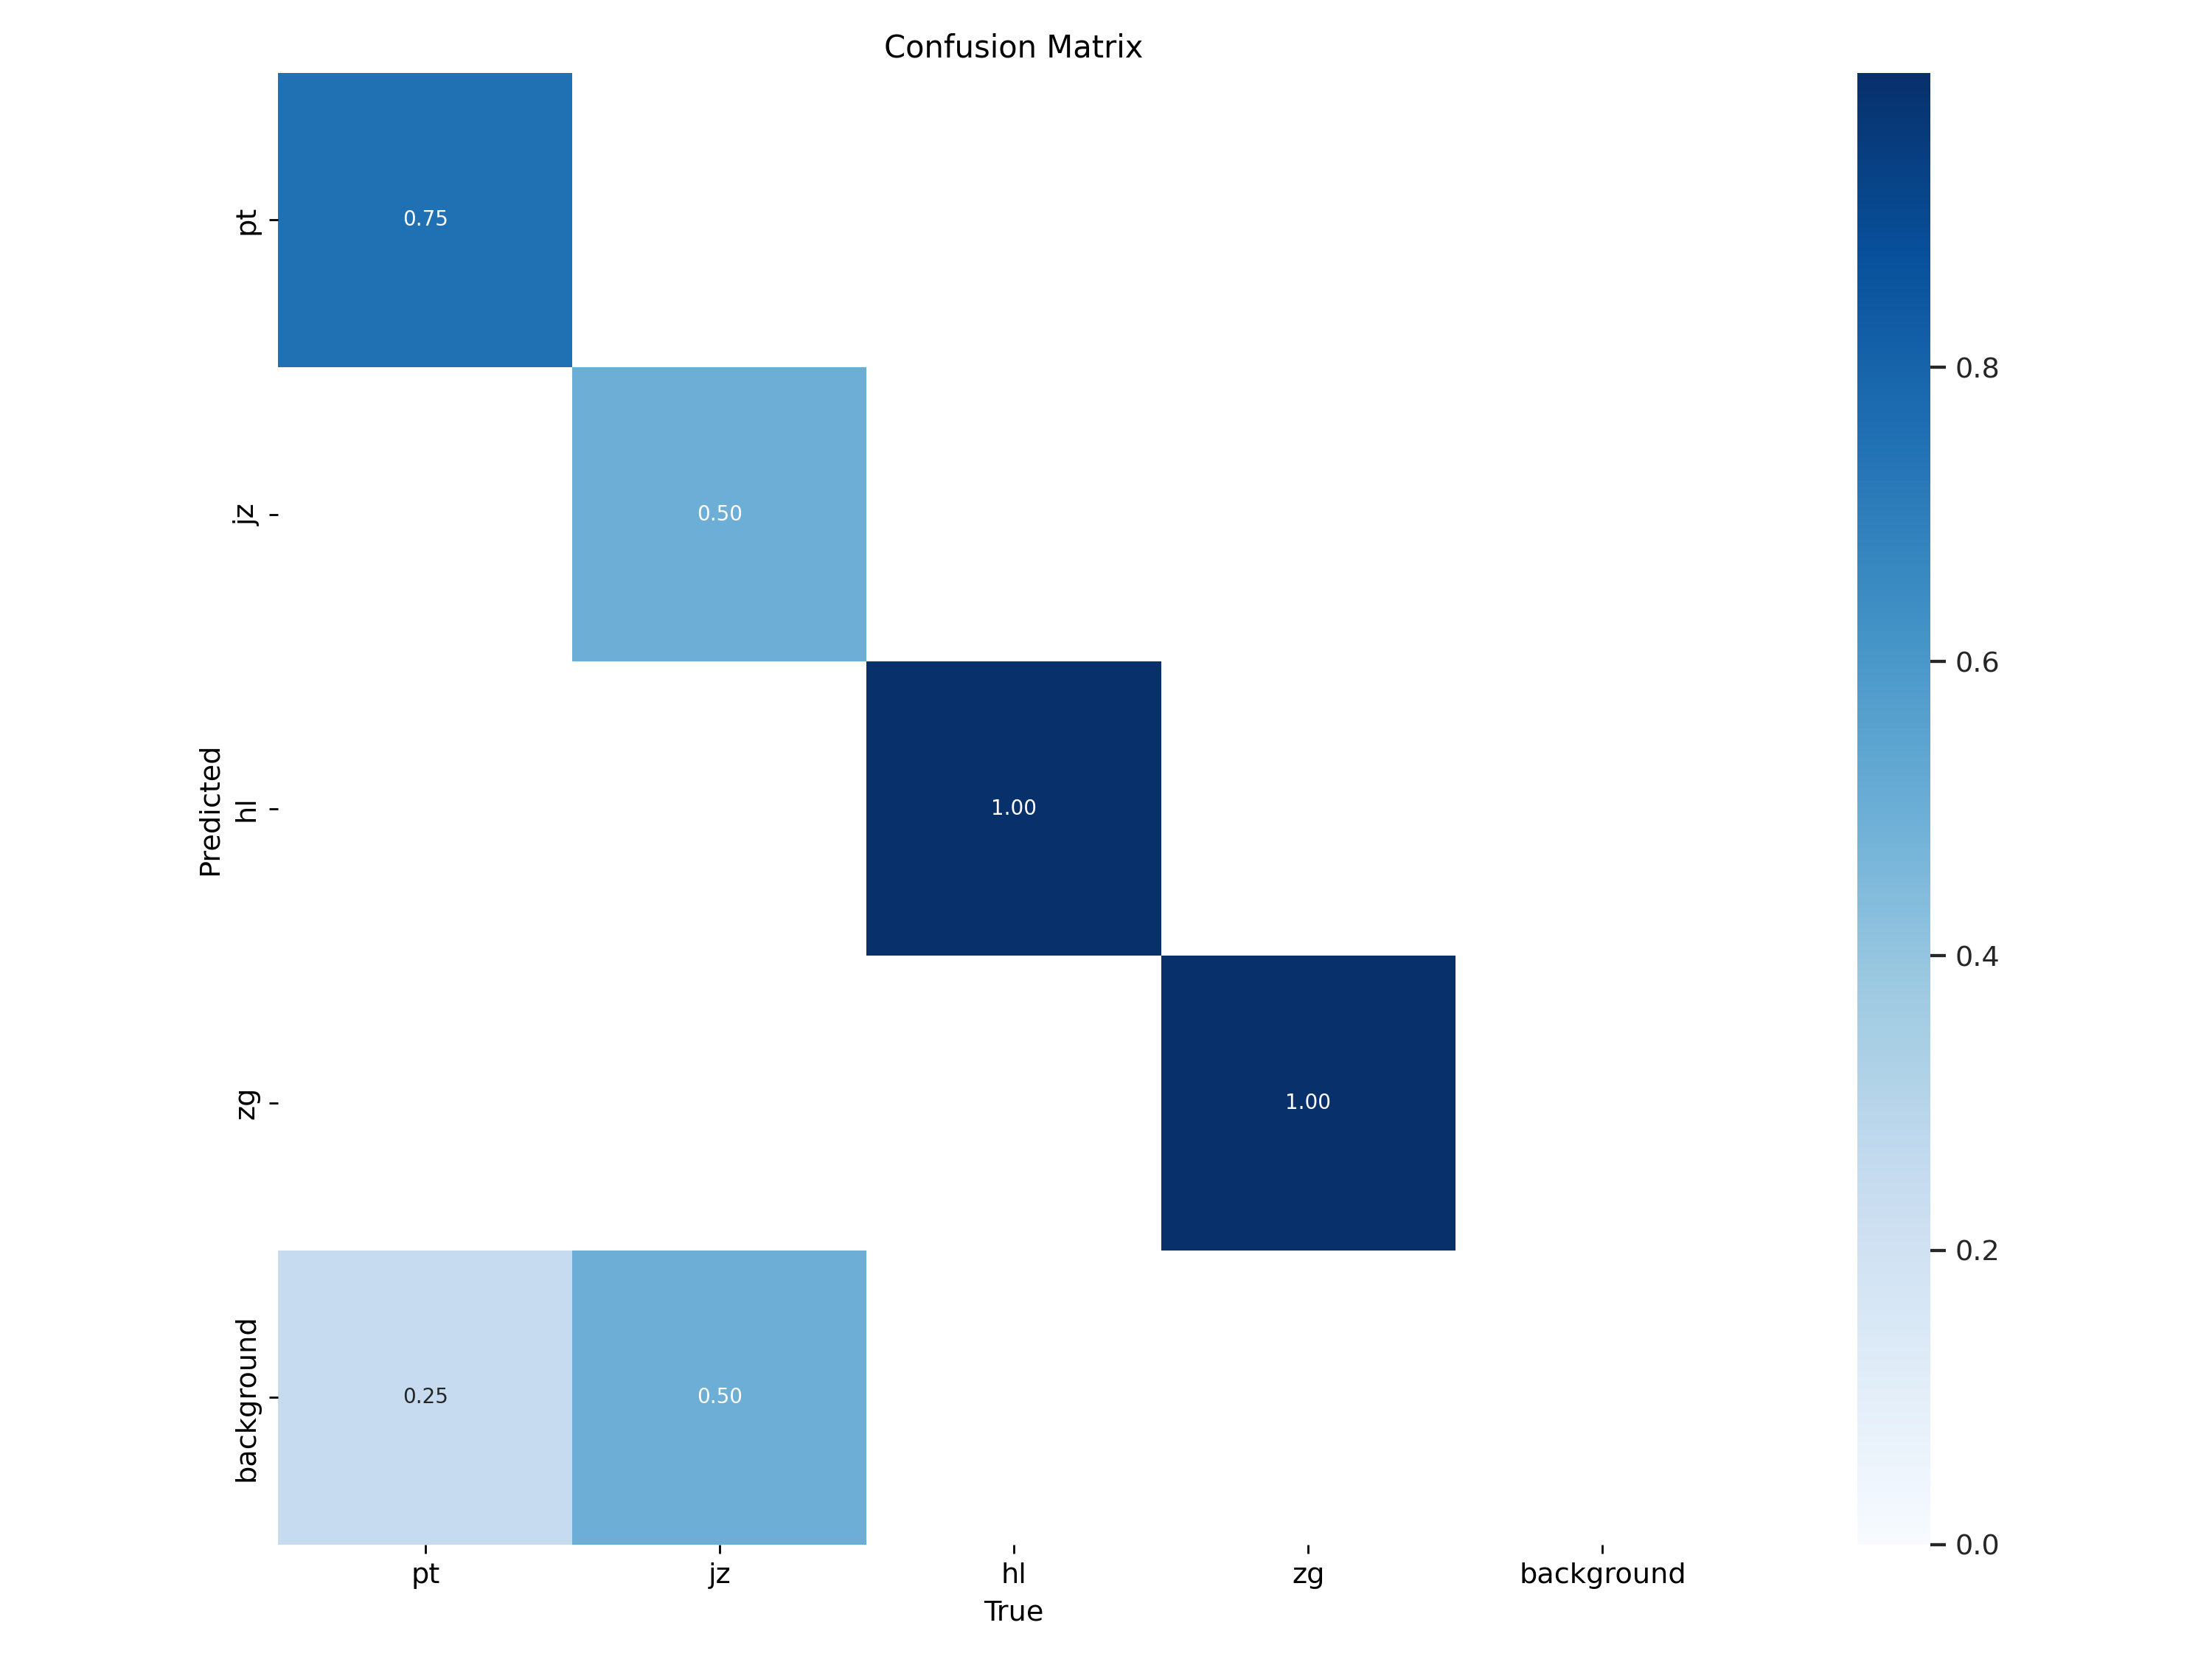 Confusion Matrix
pt
0.75
0.8
jz
0.50
0.6
Predicted
hl
1.00
0.4
zg
1.00
0.2
background
0.25
0.50
0.0
pt jz hl zg background
True